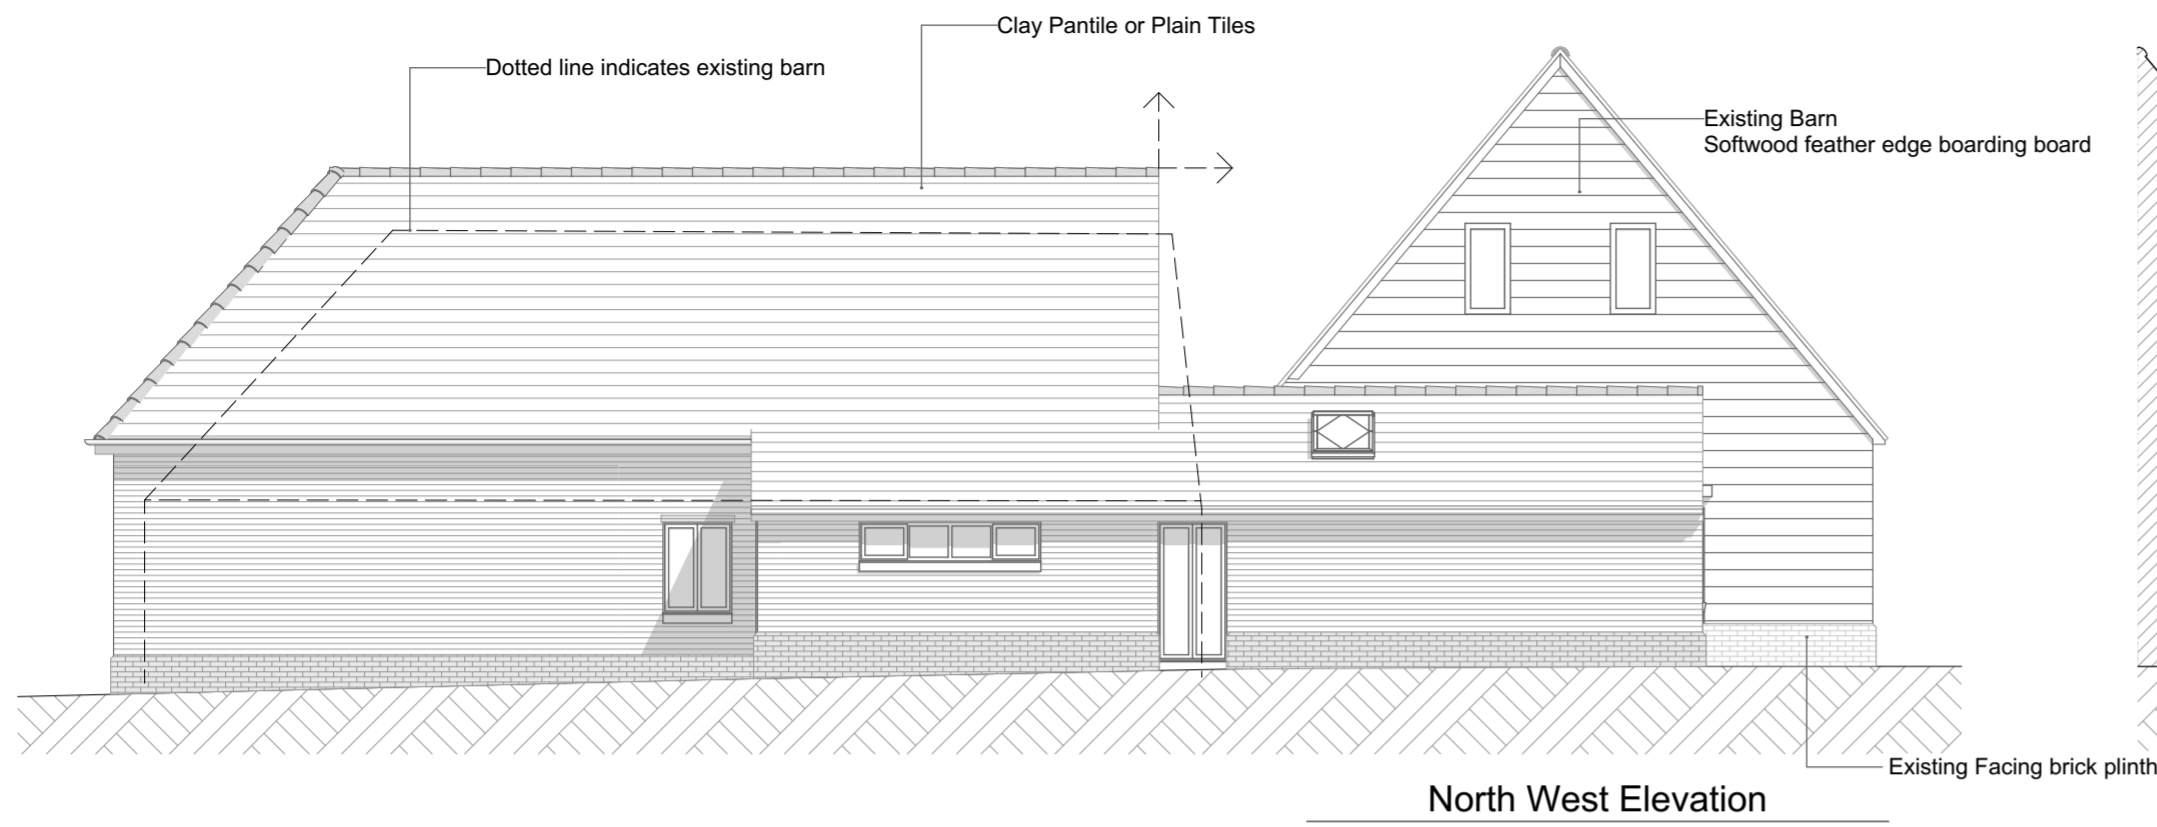 Clay Pantile or Plain Tiles
Dotted line indicates existing barn
Existing Barn
Softwood feather edge boarding board
Existing Facing brick plinth
North West Elevation